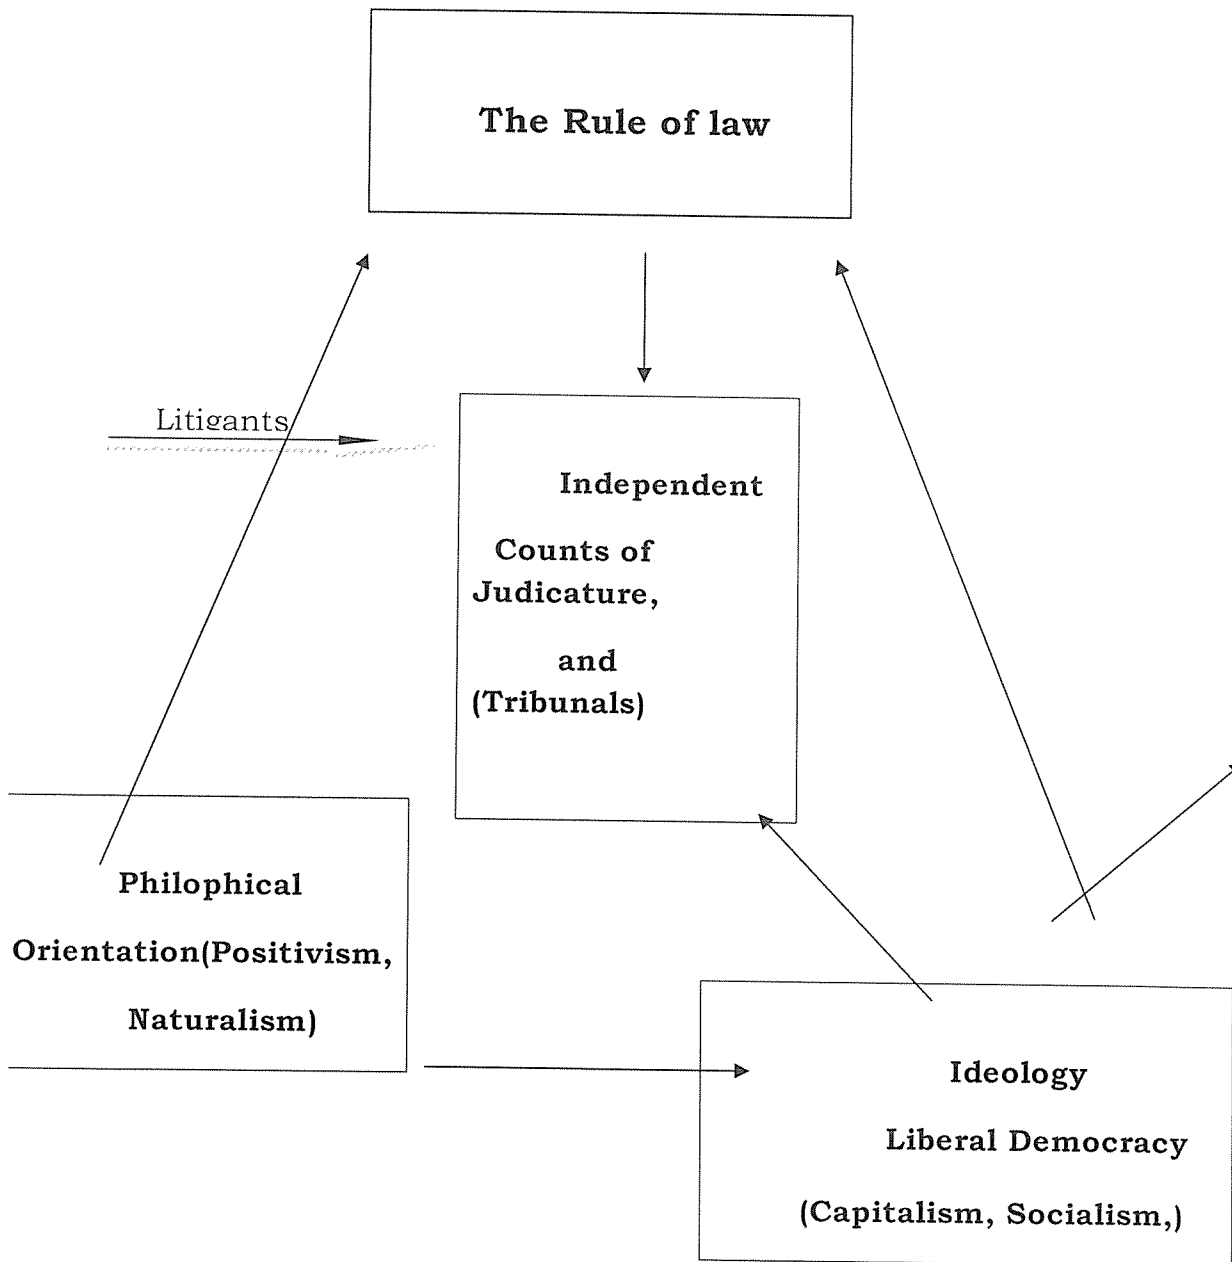 The Rule of law
Litigants
Independent
Counts of
Judicature,
and
(Tribunals)
Philophical
Orientation(Positivism,
Naturalism)
Ideology
Liberal Democracy
(Capitalism, Socialism,)